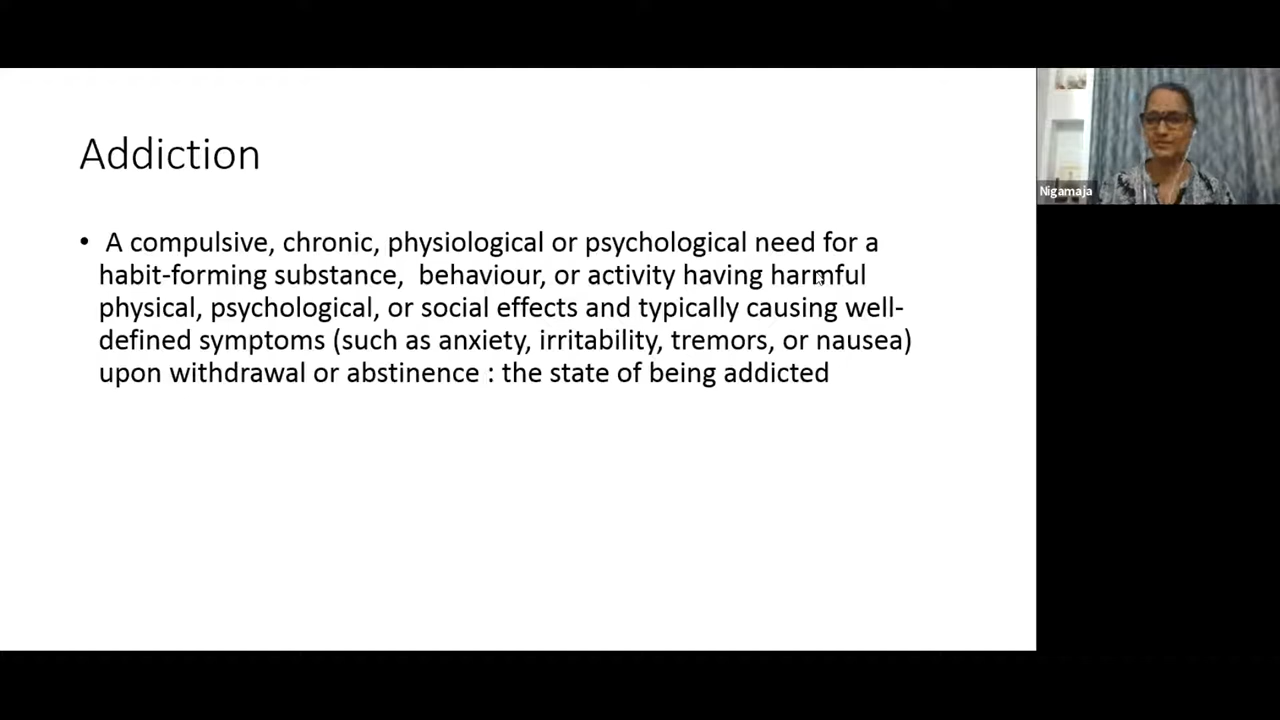 Addiction
• A compulsive, chronic, physiological or psychological need for a
habit-forming substance,  behaviour, or activity having harmful
physical, psychological, or social effects and typically causing well-
defined symptoms (such as anxiety, irritability, tremors, or nausea)
upon withdrawal or abstinence : the state of being addicted
Nigamaja